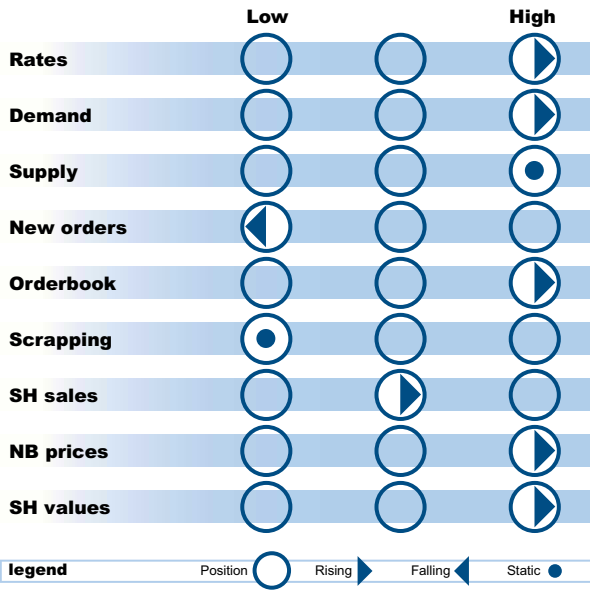 Low High
Rates
Demand
Supply
New orders
Orderbook
Scrapping
SH sales
NB prices
SH values
legend Position Rising Falling Static